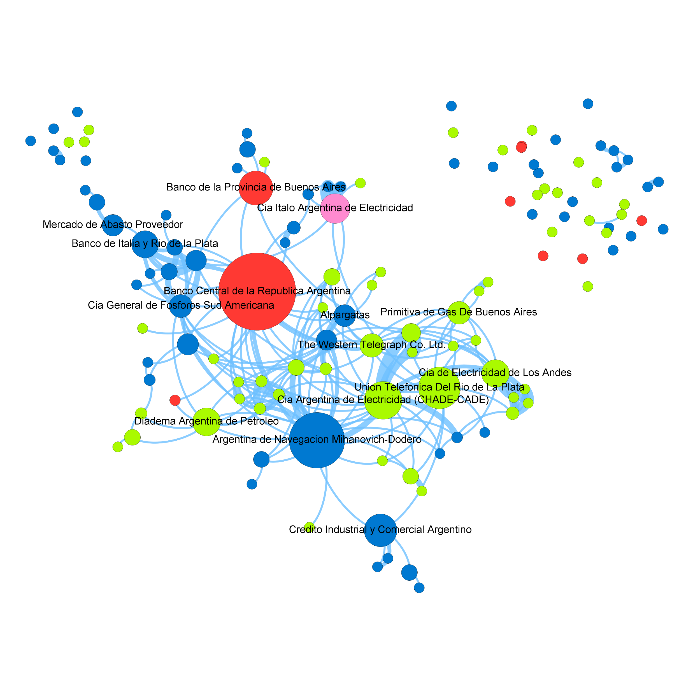 Banco de la Provincia de Buenos Aires
Cia Italo Argentina de Electricidad
Mercado de Abasto Proveedor
Banco de Italia y Rio de la Plata
Banco Central de la Republica Argentina
Cia General de Fosforos Sud Americana
Alpargatas
Primitiva de Gas De Buenos Aires
The Western Telegraph Co. Ltd.
Cia de Electricidad de Los Andes
Union Telefonica Del Rio de La Plata
Cia Argentina de Electricidad (CHADE-CADE)
Diadema Argentina de Petroleo
Argentina de Navegacion Mihanovich-Dodero
Credito Industrial y Comercial Argentino